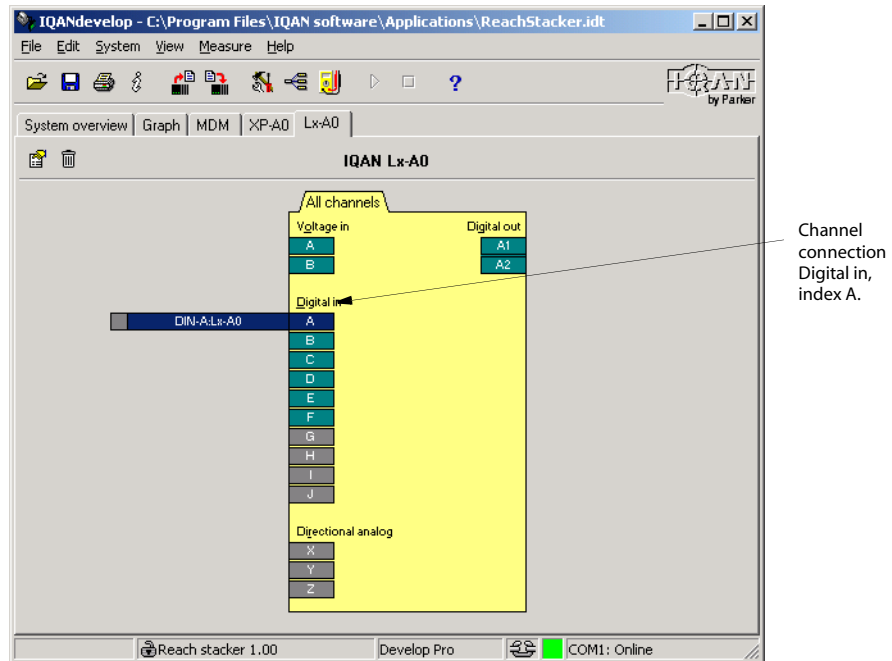 IQANdevelop - C:\Program Files\IQAN software\Applications\ReachStacker.idt
File Edit System View Measure Help
by Parker
System overview Graph MDM XP-A0 Lx-A0
IQAN Lx-A0
All channels
Voltage in Digital out
A A1
B A2
Digital in
DIN-A:Lx-A0 A
B
C
D
E
F
G
H
I
J
Directional analog
X
Y
Z
Channel
connection
Digital in,
index A.
Reach stacker 1.00 Develop Pro COM1: Online